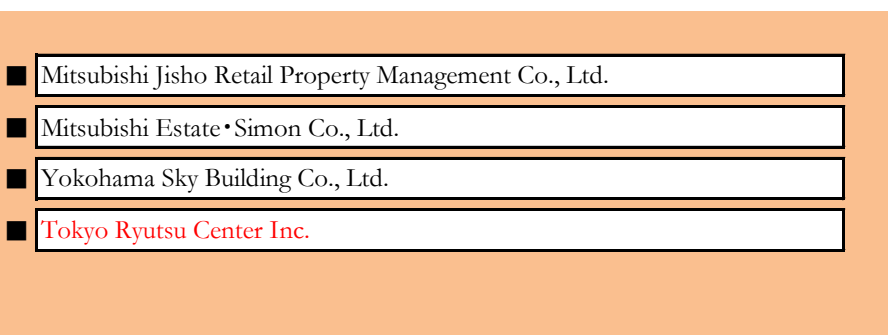 ■ Mitsubishi Jisho Retail Property Management Co., Ltd.
■ Mitsubishi Estate・Simon Co., Ltd.
■ Yokohama Sky Building Co., Ltd.
■ Tokyo Ryutsu Center Inc.